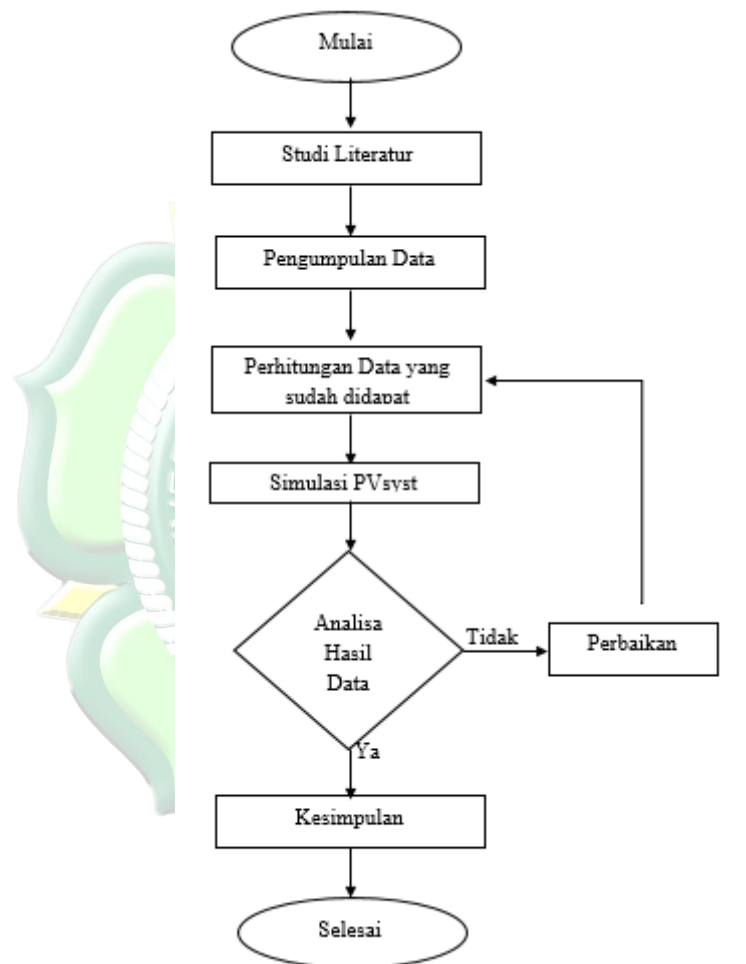 Mulai
Studi Literatur
Pengumpulan Data
Perhitungan Data yang
sudah didapat
Simulasi PVsyst
Analisa
Hasil
Data
Tidak
Perbaikan
Ya
Kesimpulan
Selesai